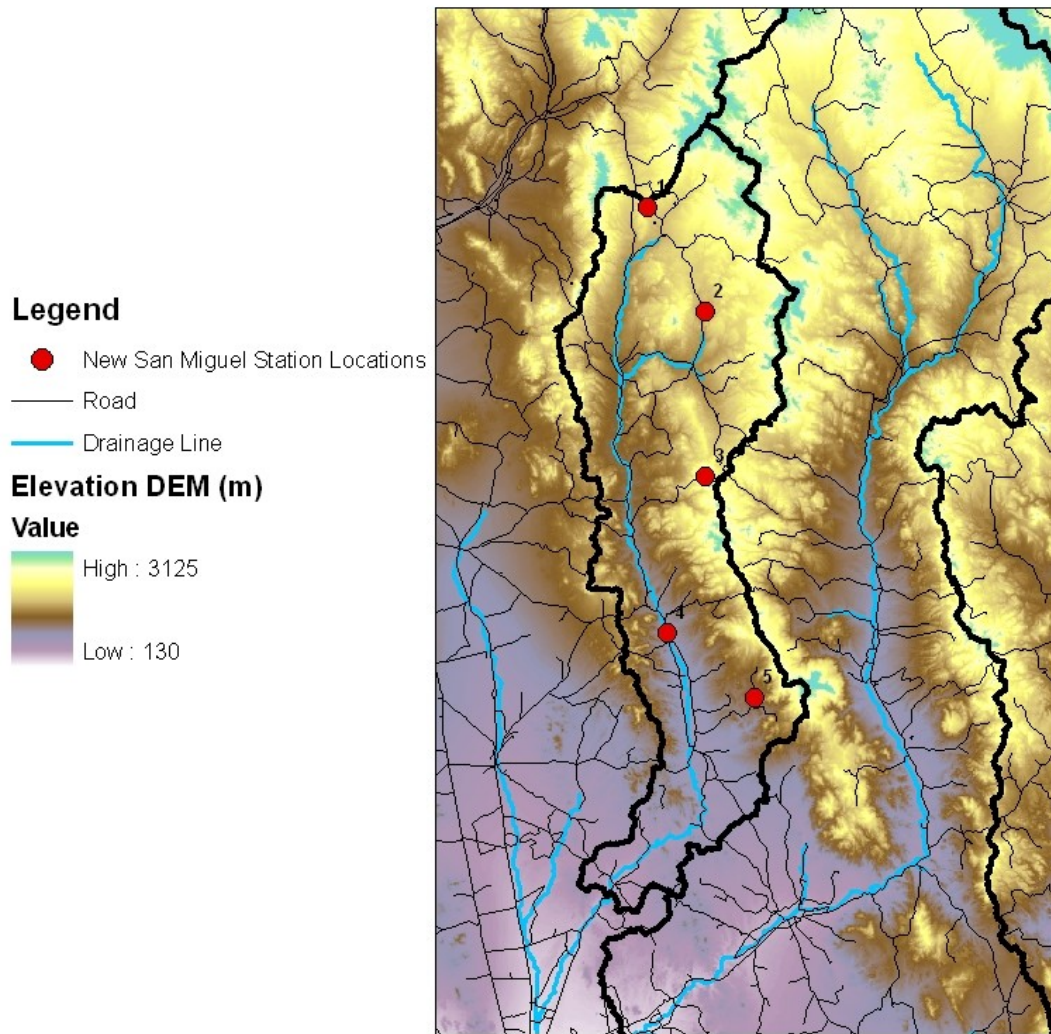 Legend
New San Miguel Station Locations
Road
Drainage Line
Elevation DEM (m)
Value
High : 3125
Low : 130
1
2
3
4
5